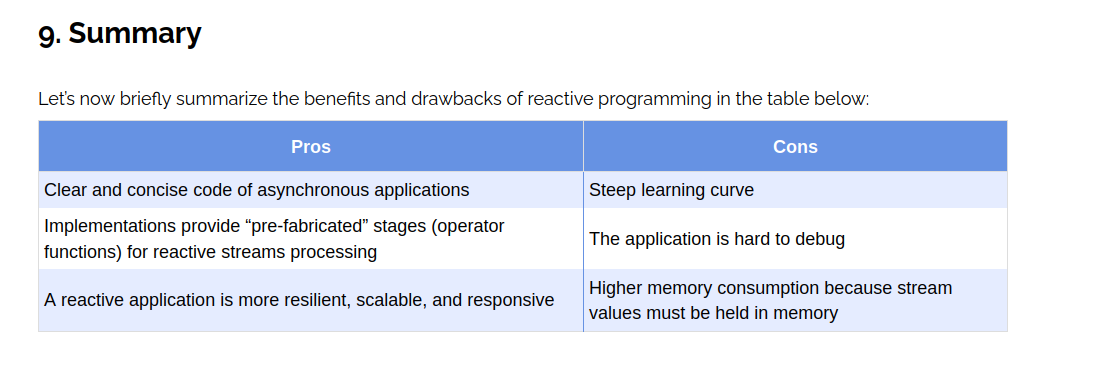 9. Summary
Let's now briefly summarize the benefits and drawbacks of reactive programming in the table below:
Pros
Cons
Clear and concise code of asynchronous applications
Steep learning curve
Implementations provide “pre-fabricated” stages (operator
functions) for reactive streams processing
The application is hard to debug
A reactive application is more resilient, scalable, and responsive
Higher memory consumption because stream
values must be held in memory